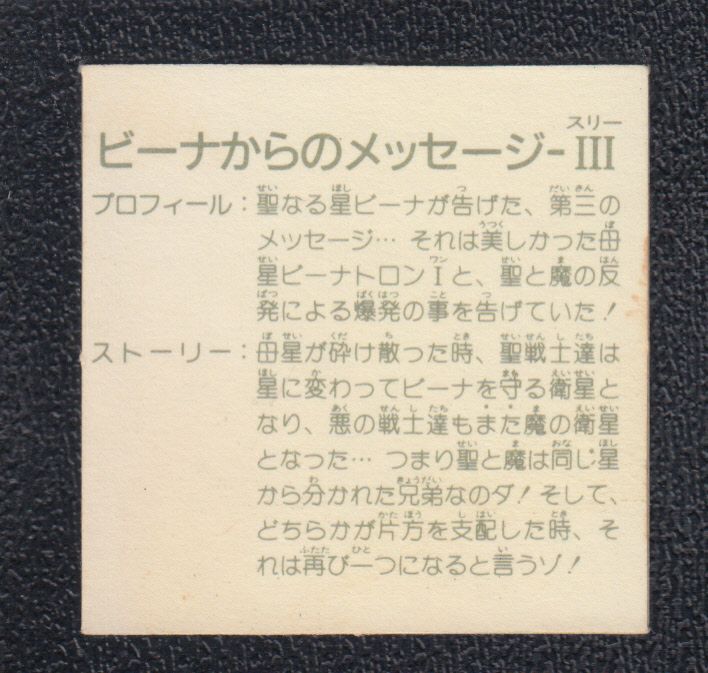 ビーナからのメッセージ-III
プロフィール：聖なる星ビーナが告げた、第三の
メッセージ… それは美しかった母
星ビーナトロンIと、聖と魔の反
発による爆発の事を告げていた！
ストーリー：母星が砕け散った時、聖戦士達は
星に変わってビーナを守る衛星と
なり、悪の戦士達もまた魔の衛星
となった… つまり聖と魔は同じ星
から分かれた兄弟なのダ！そして、
どちらかが片方を支配した時、そ
れは再び一つになると言うゾ！